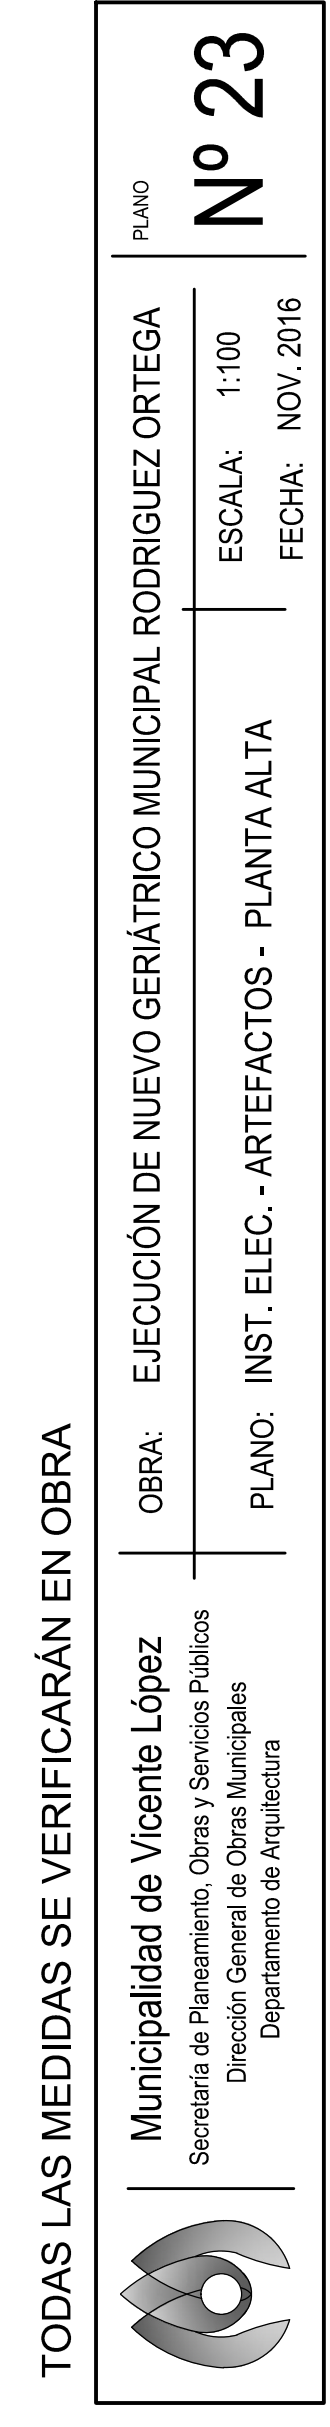 TODAS LAS MEDIDAS SE VERIFICARÁN EN OBRA
Municipalidad de Vicente López
Secretaría de Planeamiento, Obras y Servicios Públicos
Dirección General de Obras Municipales
Departamento de Arquitectura
OBRA: EJECUCIÓN DE NUEVO GERIÁTRICO MUNICIPAL RODRIGUEZ ORTEGA
PLANO: INST. ELEC. - ARTEFACTOS - PLANTA ALTA
ESCALA: 1:100
FECHA: NOV. 2016
PLANO
Nº 23